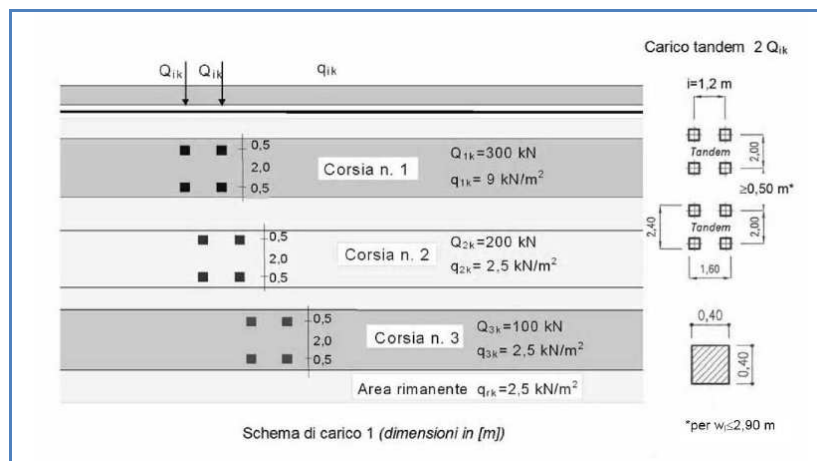 Carico tandem 2 Qik
Qik Qik qik
i=1,2 m
0,5
2,0
0,5
Corsia n. 1
Q1k=300 kN
q1k= 9 kN/m²
Tandem
2,00
≥0,50 m*
0,5
2,0
0,5
Corsia n. 2
Q2k=200 kN
q2k= 2,5 kN/m²
2,40
Tandem
2,00
1,60
0,5
2,0
0,5
Corsia n. 3
Q3k=100 kN
q3k= 2,5 kN/m²
0,40
0,40
Area rimanente qrk=2,5 kN/m²
*per wl≤2,90 m
Schema di carico 1 (dimensioni in [m])